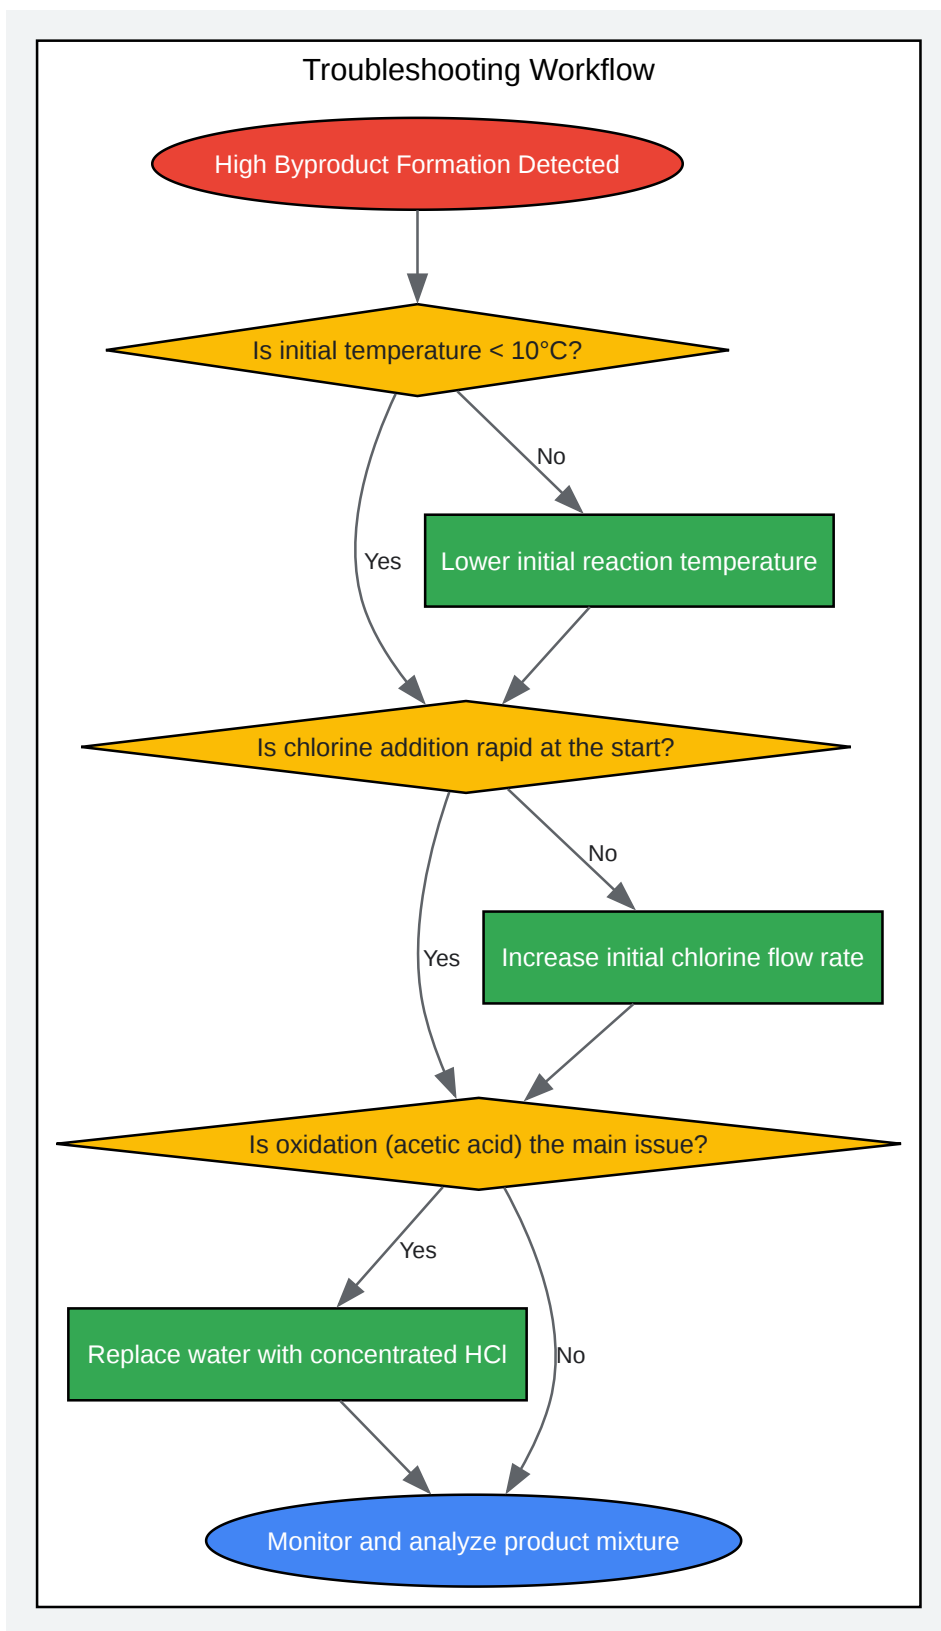 Troubleshooting Workflow
High Byproduct Formation Detected
Is initial temperature < 10°C?
No
Yes
Lower initial reaction temperature
Is chlorine addition rapid at the start?
No
Yes
Increase initial chlorine flow rate
Is oxidation (acetic acid) the main issue?
Yes
Replace water with concentrated HCl
No
Monitor and analyze product mixture